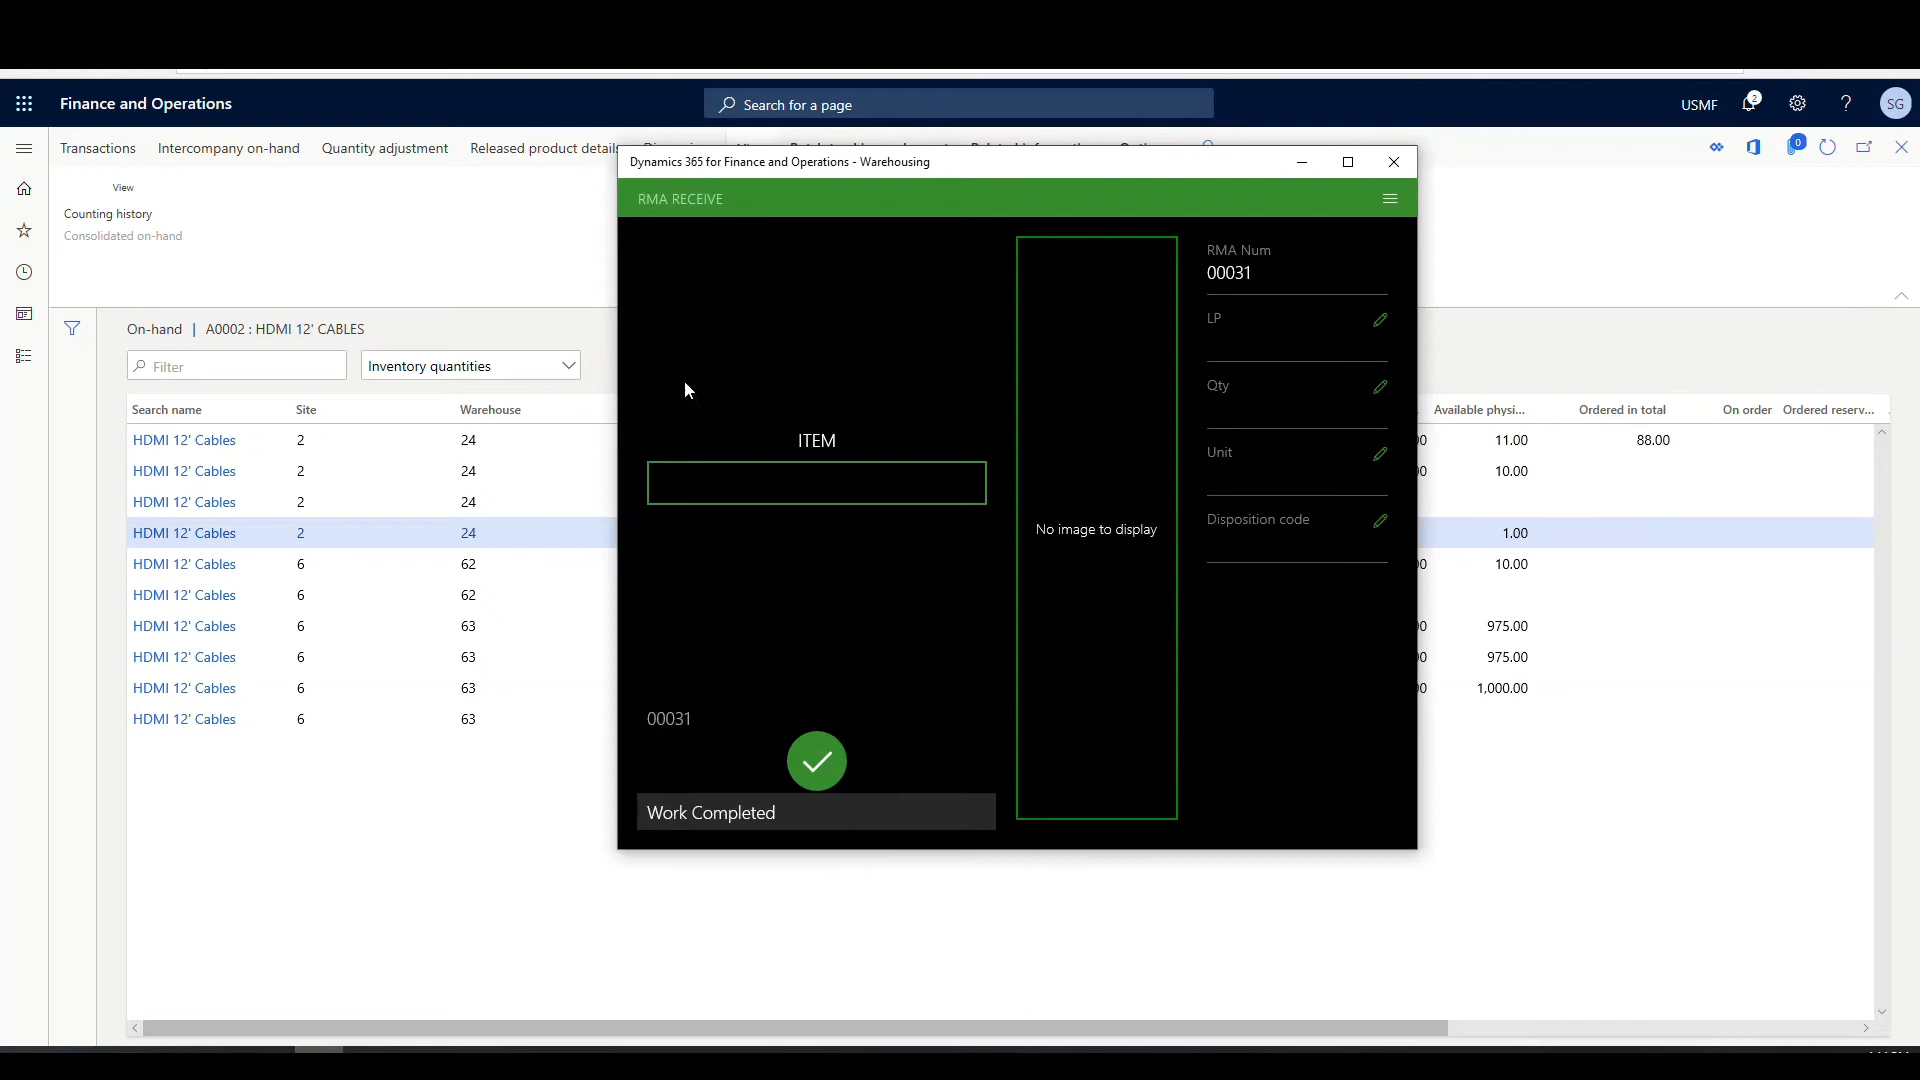 Finance and Operations
Search for a page
USMF
2
SG
Transactions
Intercompany on-hand
Quantity adjustment
Released product details
0
View
Counting history
Consolidated on-hand
On-hand | A0002 : HDMI 12' CABLES
Filter
Inventory quantities
Search name Site Warehouse Available physi... Ordered in total On order Ordered reserv...
HDMI 12' Cables 2 24 11.00 88.00
HDMI 12' Cables 2 24 10.00
HDMI 12' Cables 2 24
HDMI 12' Cables 2 24 1.00
HDMI 12' Cables 6 62 10.00
HDMI 12' Cables 6 62
HDMI 12' Cables 6 63 975.00
HDMI 12' Cables 6 63 975.00
HDMI 12' Cables 6 63 1,000.00
HDMI 12' Cables 6 63
Dynamics 365 for Finance and Operations - Warehousing
RMA RECEIVE
ITEM
00031
Work Completed
No image to display
RMA Num
00031
LP
Qty
Unit
Disposition code